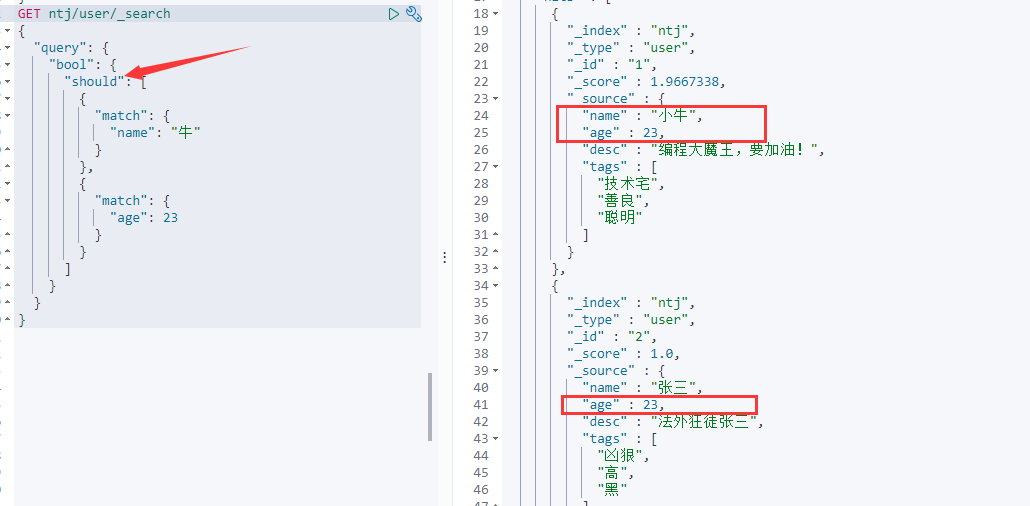 GET ntj/user/_search
{
"query": {
"bool": {
"should": [
{
"match": {
"name": "牛"
}
},
{
"match": {
"age": 23
}
}
]
}
}
}
18
{
19
"_index" : "ntj",
20
"_type" : "user",
21
"_id" : "1",
22
"_score" : 1.9667338,
23
"_source" : {
24
"name" : "小牛",
25
"age" : 23,
26
"desc" : "编程大魔王，要加油！",
27
"tags" : [
28
"技术宅",
29
"善良",
30
"聪明"
31
]
32
}
33
},
34
{
35
"_index" : "ntj",
36
"_type" : "user",
37
"_id" : "2",
38
"_score" : 1.0,
39
"_source" : {
40
"name" : "张三",
41
"age" : 23,
42
"desc" : "法外狂徒张三",
43
"tags" : [
44
"凶狠",
45
"高",
46
"黑"